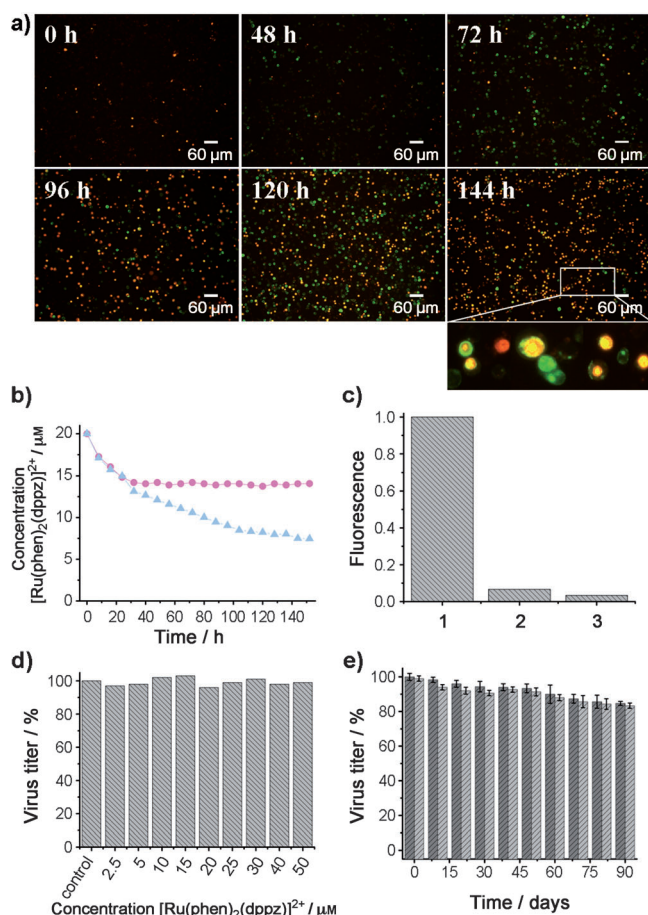 a)
0 h
48 h
72 h
60 µm
60 µm
60 µm
96 h
120 h
144 h
60 µm
60 µm
60 µm
b)
Concentration
[Ru(phen)2(dppz)]2+ / µM
20
15
10
5
0
0 20 40 60 80 100 120 140
Time / h
c)
Fluorescence
1.0
0.8
0.6
0.4
0.2
0.0
1 2 3
d)
Virus titer / %
100
80
60
40
20
0
control 2.5 5 10 15 20 25 30 40 50
Concentration [Ru(phen)2(dppz)]2+ / µM
e)
Virus titer / %
100
80
60
40
20
0
0 15 30 45 60 75 90
Time / days